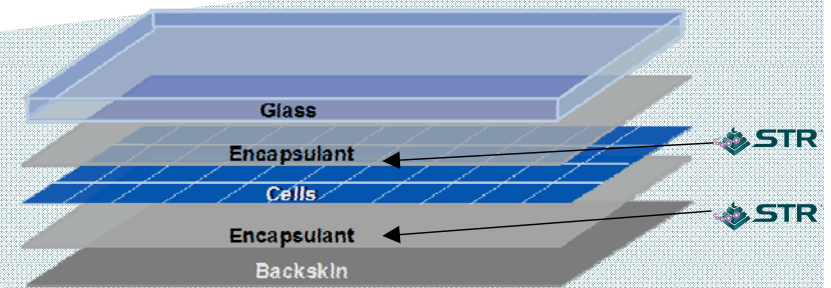 Glass
Encapsulant
STR
Cells
Encapsulant
STR
Backskin